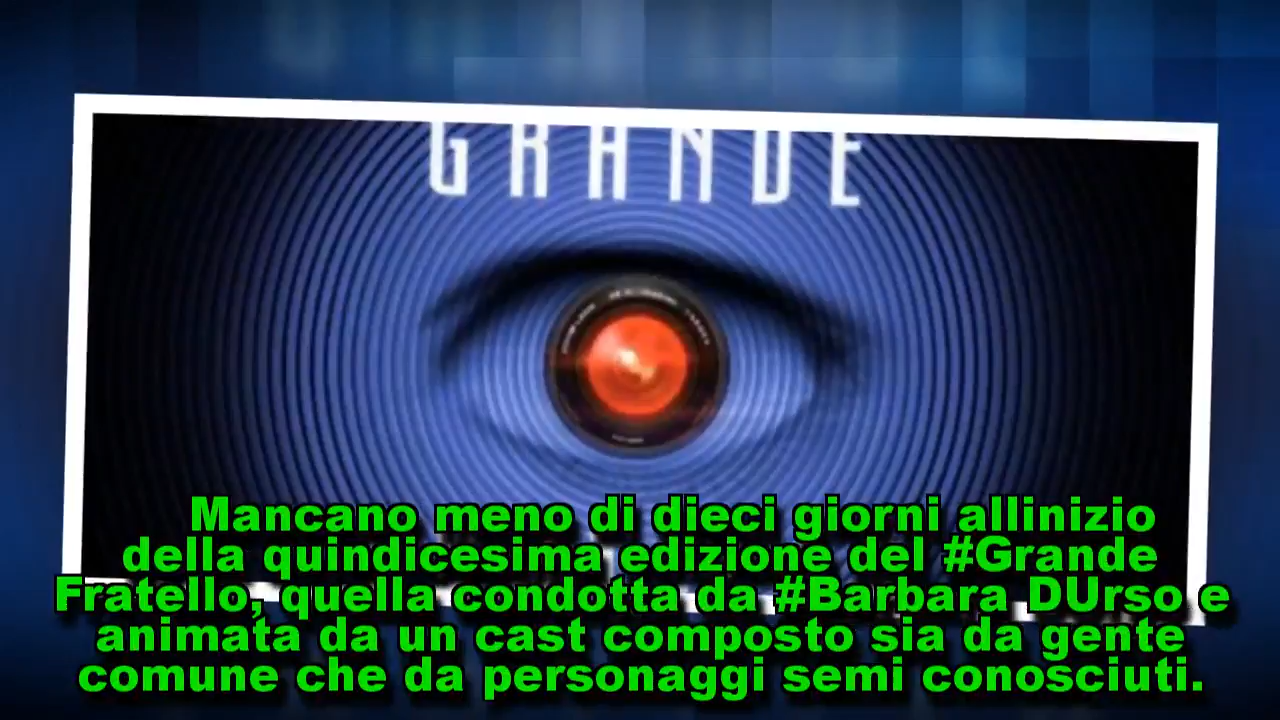 GRANDE
Mancano meno di dieci giorni allinizio
della quindicesima edizione del #Grande
Fratello, quella condotta da #Barbara DUrso e
animata da un cast composto sia da gente
comune che da personaggi semi conosciuti.